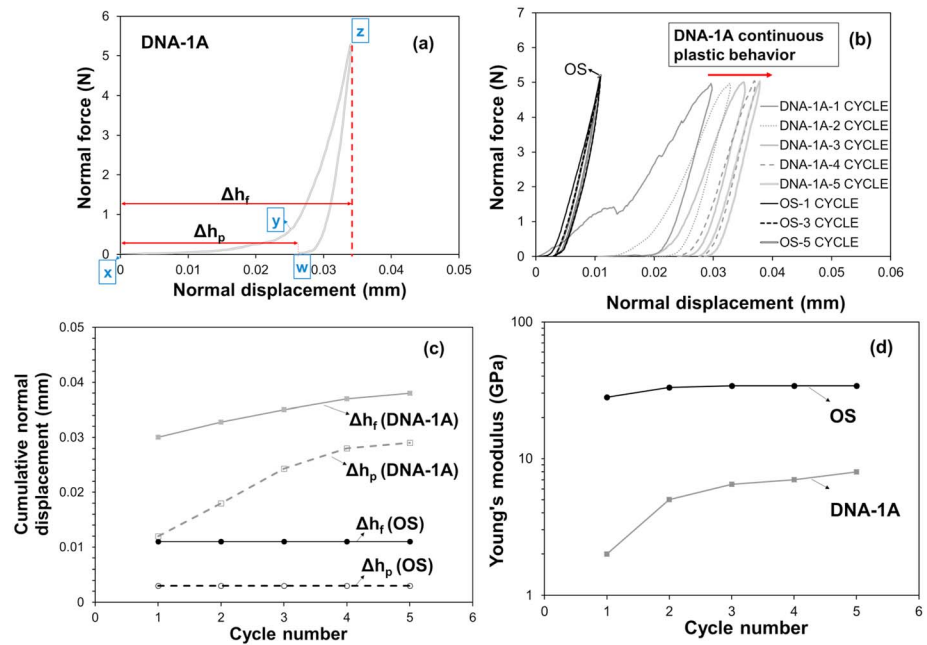 DNA-1A
(a)
z
y
x
w
Δhf
Δhp
Normal force (N)
6
5
4
3
2
1
0
0
0.01
0.02
0.03
0.04
0.05
Normal displacement (mm)
(b)
DNA-1A continuous
plastic behavior
OS
DNA-1A-1 CYCLE
DNA-1A-2 CYCLE
DNA-1A-3 CYCLE
DNA-1A-4 CYCLE
DNA-1A-5 CYCLE
OS-1 CYCLE
OS-3 CYCLE
OS-5 CYCLE
Normal force (N)
7
6
5
4
3
2
1
0
0
0.01
0.02
0.03
0.04
0.05
0.06
Normal displacement (mm)
(c)
Cumulative normal
displacement (mm)
0.05
0.04
0.03
0.02
0.01
0.00
0
1
2
3
4
5
6
Cycle number
Δhf (DNA-1A)
Δhp (DNA-1A)
Δhf (OS)
Δhp (OS)
(d)
Young's modulus (GPa)
100
10
1
0
1
2
3
4
5
6
Cycle number
OS
DNA-1A